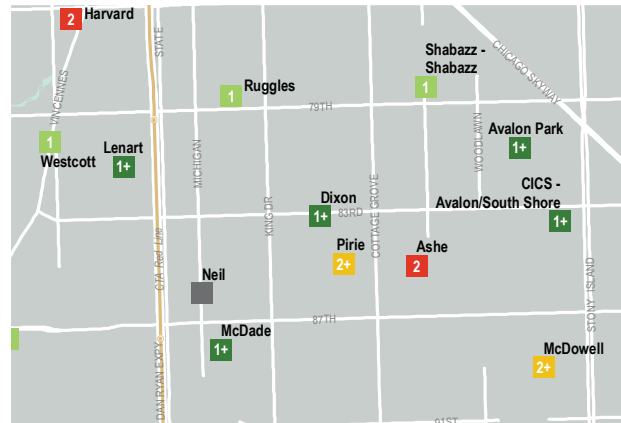 Harvard
2
STATE
Shabazz -
Shabazz
1
CHICAGO SKYWAY
Ruggles
1
VINCENNES
79TH
1
Westcott
Lenart
1+
MICHIGAN
WOODLAWN
Avalon Park
1+
KING DR
Dixon
1+
83RD
COTTAGE GROVE
CICS -
Avalon/South Shore
1+
Pirie
2+
Ashe
2
CTA Red Line
Neil
STONY ISLAND
87TH
McDade
1+
DAN RYAN EXPY
McDowell
2+
91ST